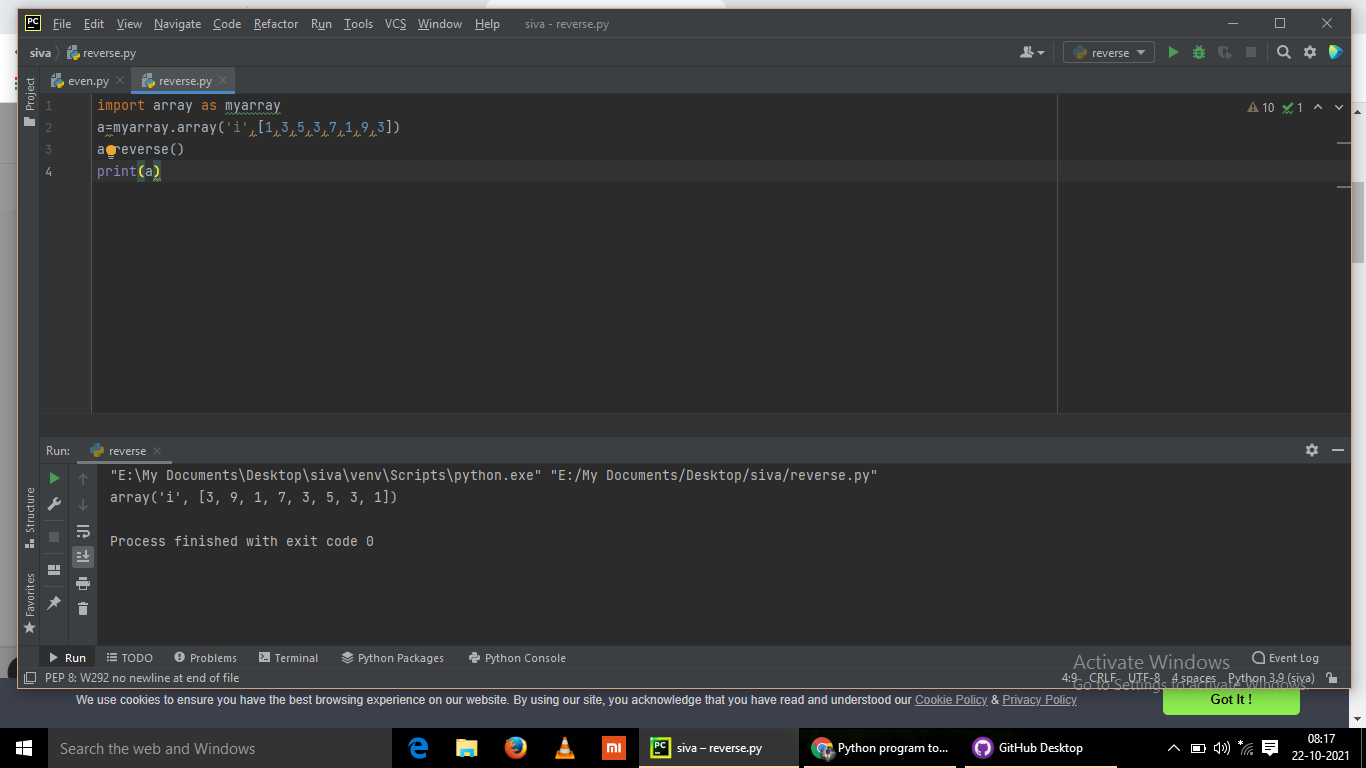 PC File Edit View Navigate Code Refactor Run Tools VCS Window Help siva - reverse.py
siva reverse.py reverse
Project
even.py reverse.py
1 import array as myarray
10 1
2 a=myarray.array('i',[1,3,5,3,7,1,9,3])
3 a reverse()
4 print(a)
Run: reverse
"E:\My Documents\Desktop\siva\venv\Scripts\python.exe" "E:/My Documents/Desktop/siva/reverse.py"
array('i', [3, 9, 1, 7, 3, 5, 3, 1])
Process finished with exit code 0
Structure
Favorites
Run TODO Problems Terminal Python Packages Python Console Event Log
Activate Windows
Go to Settings to activate Windows.
PEP 8: W292 no newline at end of file 4:9 CRLF UTF-8 4 spaces Python 3.9 (siva)
We use cookies to ensure you have the best browsing experience on our website. By using our site, you acknowledge that you have read and understood our Cookie Policy & Privacy Policy Got It !
Search the web and Windows mi PC siva – reverse.py Python program to... GitHub Desktop 08:17
22-10-2021